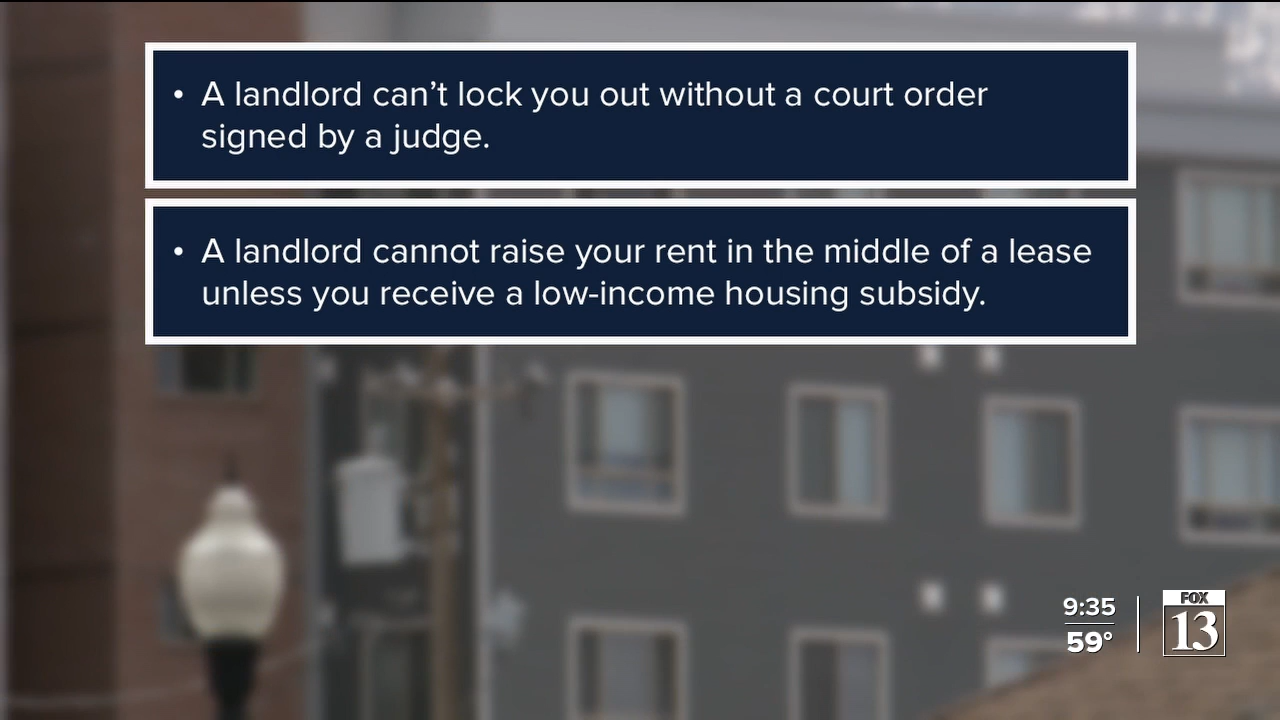 • A landlord can’t lock you out without a court order
signed by a judge.
• A landlord cannot raise your rent in the middle of a lease
unless you receive a low-income housing subsidy.
9:35
59°
FOX
13